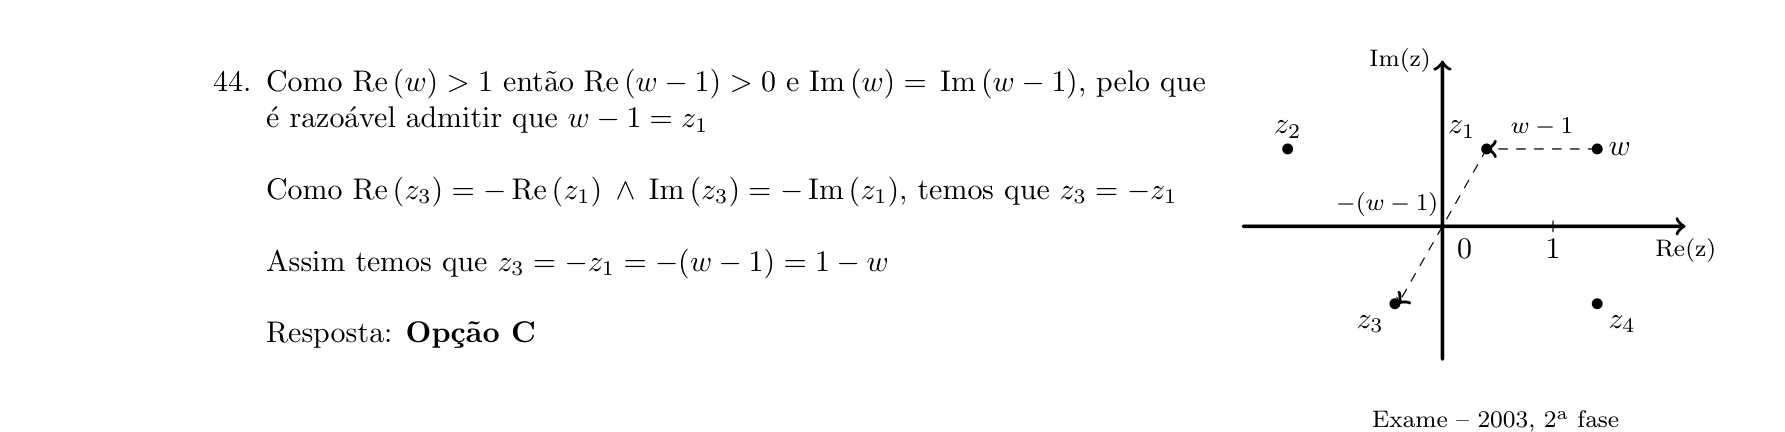 44. Como Re (w) > 1 então Re (w − 1) > 0 e Im (w) = Im (w − 1), pelo que
é razoável admitir que w − 1 = z₁
Como Re (z₃) = − Re (z₁) ∧ Im (z₃) = − Im (z₁), temos que z₃ = −z₁
Assim temos que z₃ = −z₁ = −(w − 1) = 1 − w
Resposta: Opção C
Im(z)
z₂
z₁
w − 1
w
−(w − 1)
0
1
Re(z)
z₃
z₄
Exame – 2003, 2ª fase